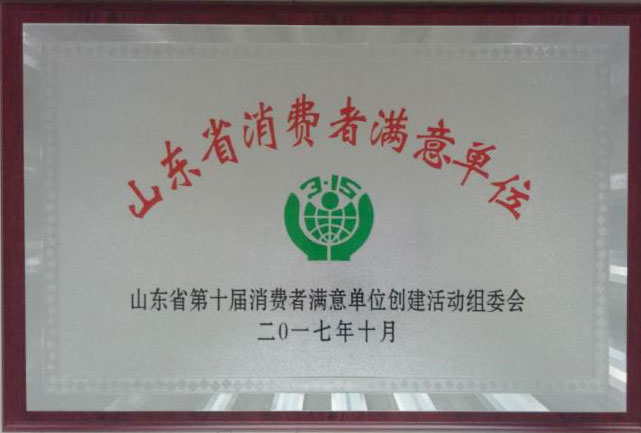 山东省消费者满意单位
3·15
山东省第十届消费者满意单位创建活动组委会
二0一七年十月